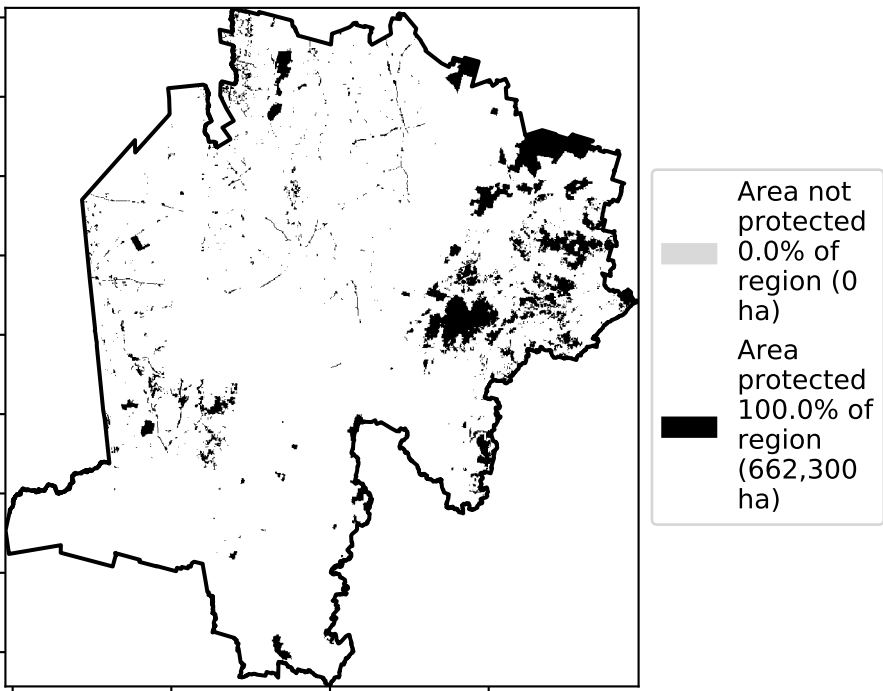 Area not
protected
0.0% of
region (0
ha)
Area
protected
100.0% of
region
(662,300
ha)